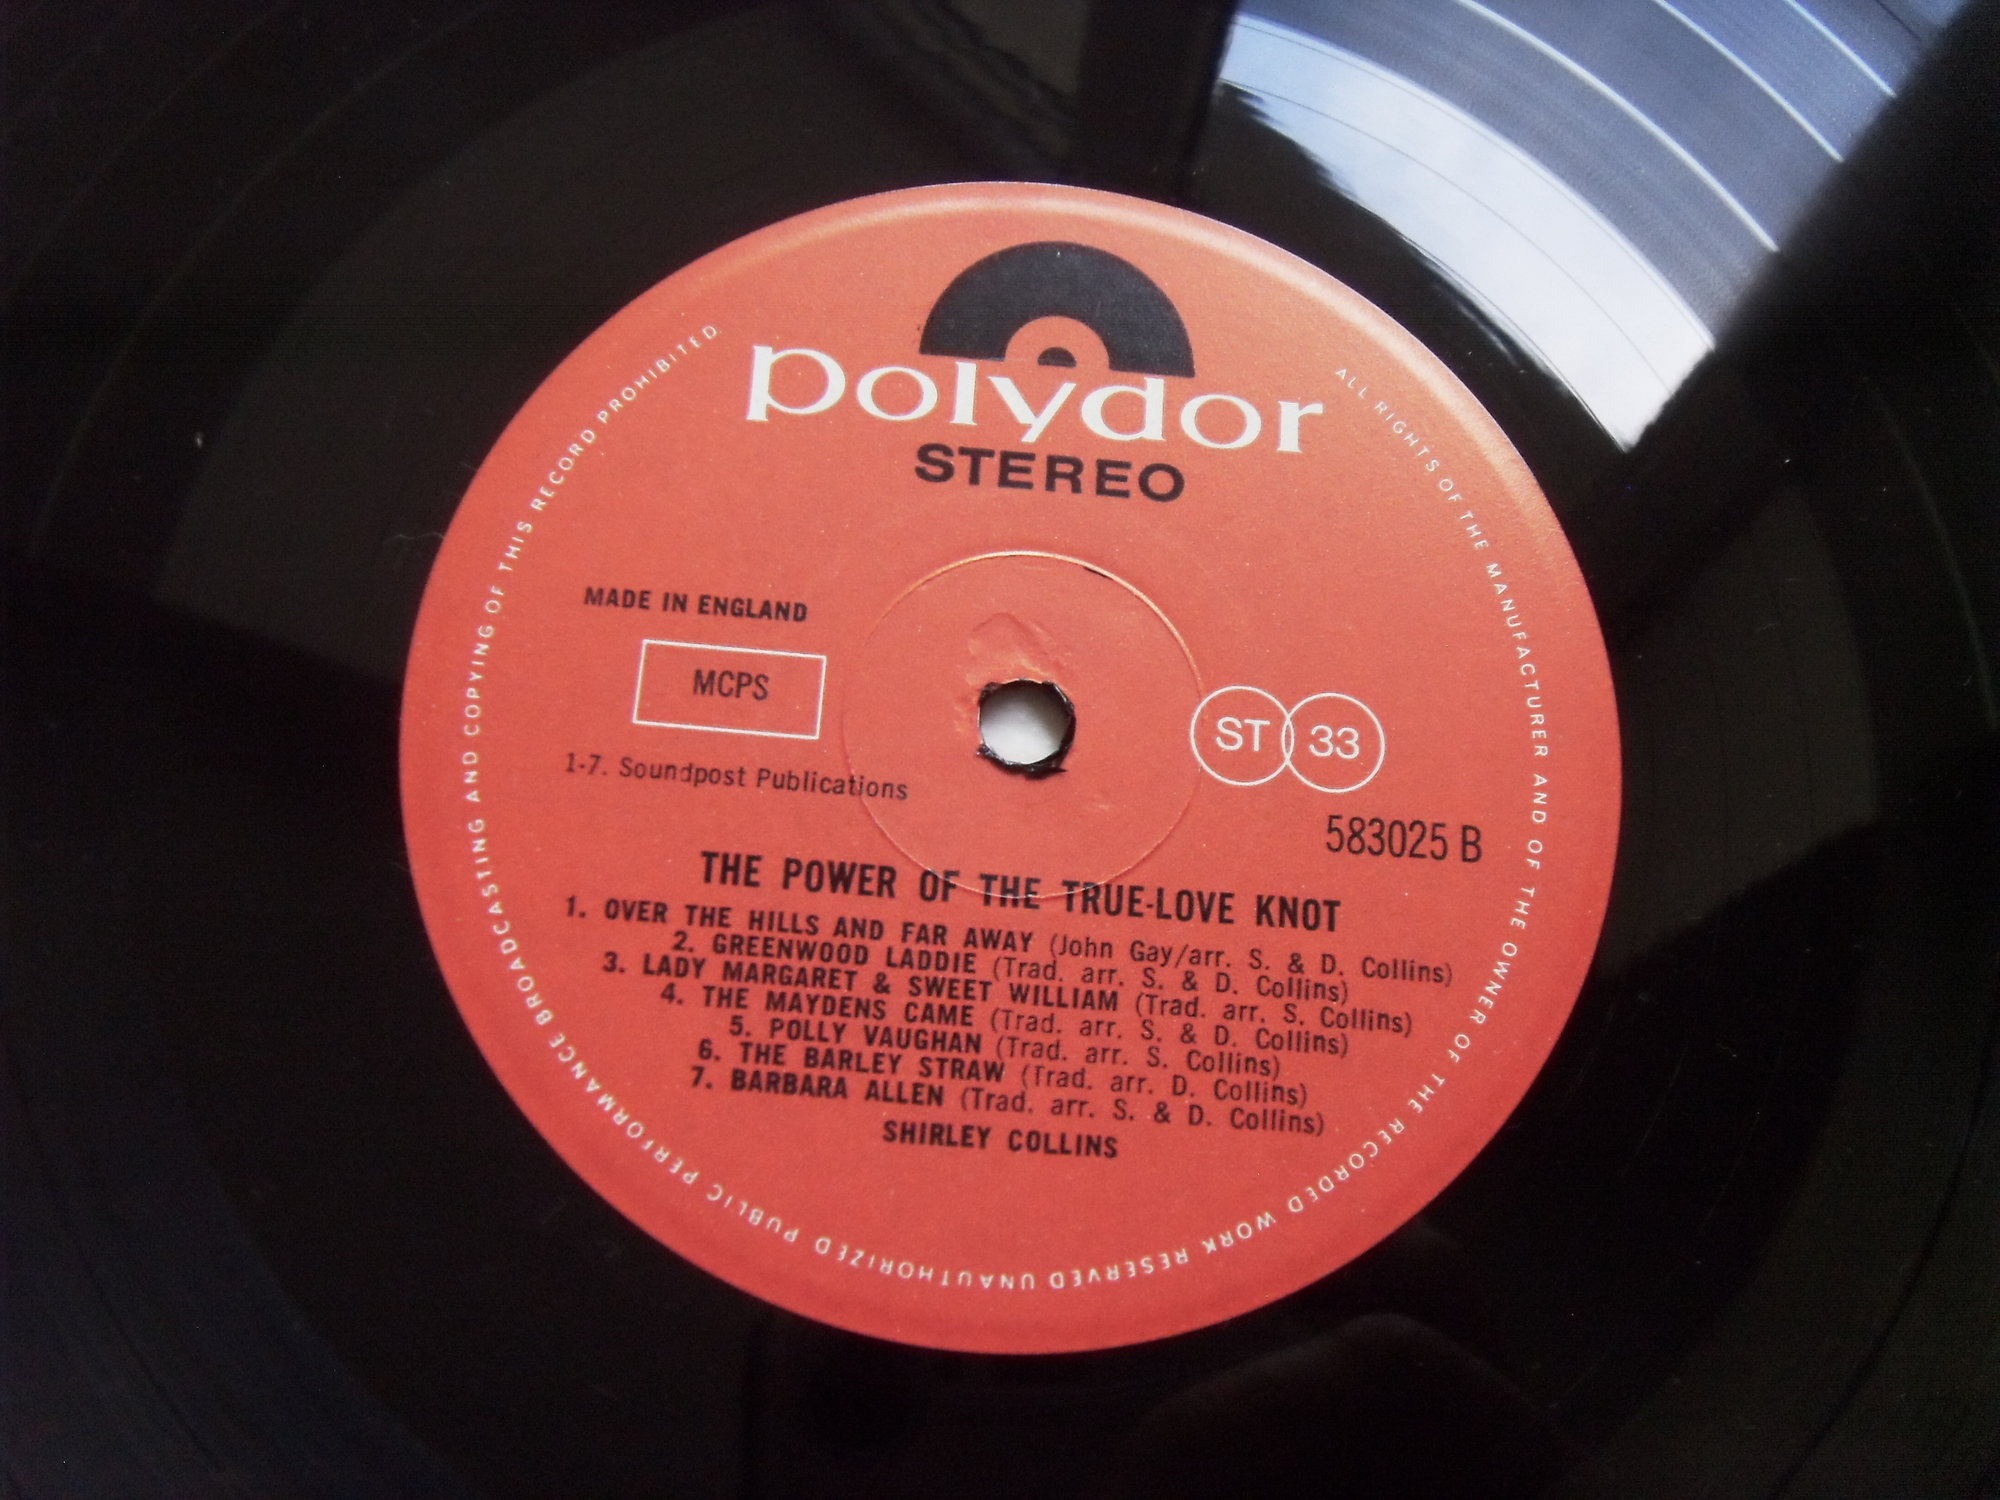 polydor
STEREO
MADE IN ENGLAND
MCPS
1-7. Soundpost Publications
ST 33
583025 B
THE POWER OF THE TRUE-LOVE KNOT
1. OVER THE HILLS AND FAR AWAY (John Gay/arr. S. & D. Collins)
2. GREENWOOD LADDIE (Trad. arr. S. & D. Collins)
3. LADY MARGARET & SWEET WILLIAM (Trad. arr. S. Collins)
4. THE MAYDENS CAME (Trad. arr. S. & D. Collins)
5. POLLY VAUGHAN (Trad. arr. S. Collins)
6. THE BARLEY STRAW (Trad. arr. D. Collins)
7. BARBARA ALLEN (Trad. arr. S. & D. Collins)
SHIRLEY COLLINS
ALL RIGHTS OF THE MANUFACTURER AND OF THE OWNER OF THE RECORDED WORK RESERVED UNAUTHORIZED PUBLIC PERFORMANCE BROADCASTING AND COPYING OF THIS RECORD PROHIBITED